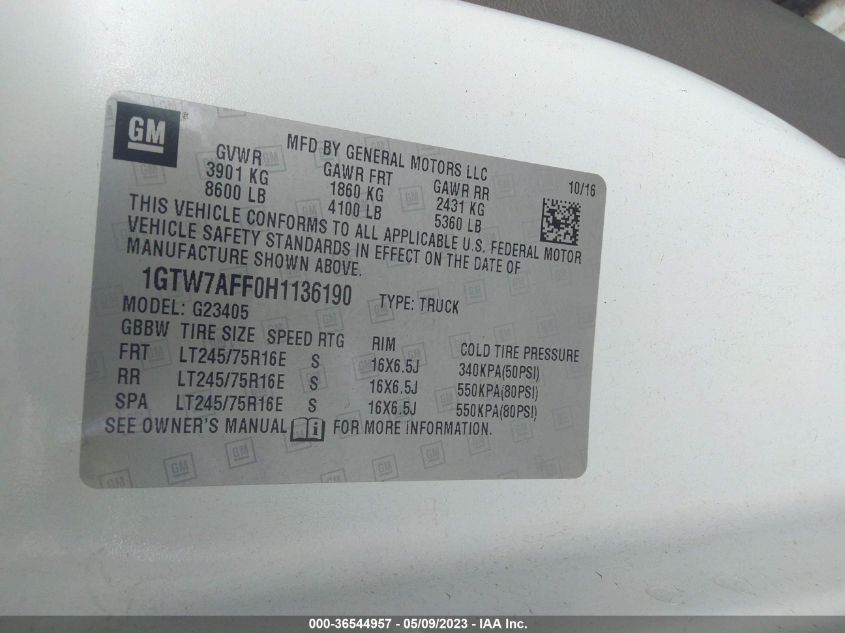 GM
MFD BY GENERAL MOTORS LLC
GVWR GAWR FRT GAWR RR 10/16
3901 KG 1860 KG 2431 KG
8600 LB 4100 LB 5360 LB
THIS VEHICLE CONFORMS TO ALL APPLICABLE U.S. FEDERAL MOTOR
VEHICLE SAFETY STANDARDS IN EFFECT ON THE DATE OF
MANUFACTURE SHOWN ABOVE.
1GTW7AFF0H1136190 TYPE: TRUCK
MODEL: G23405
GBBW TIRE SIZE SPEED RTG RIM COLD TIRE PRESSURE
FRT LT245/75R16E S 16X6.5J 340KPA(50PSI)
RR LT245/75R16E S 16X6.5J 550KPA(80PSI)
SPA LT245/75R16E S 16X6.5J 550KPA(80PSI)
SEE OWNER'S MANUAL i FOR MORE INFORMATION.
000-36544957 - 05/09/2023 - IAA Inc.